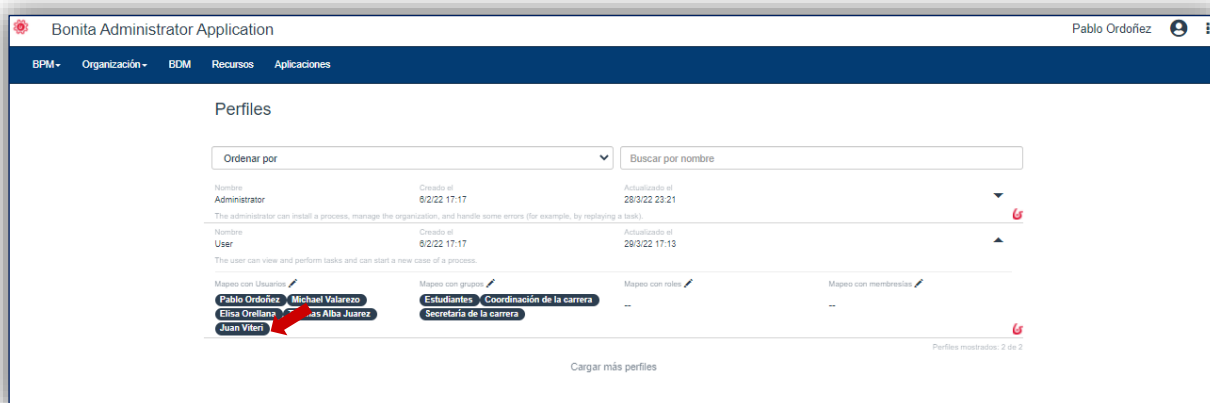 Bonita Administrator Application Pablo Ordoñez
BPM Organización BDM Recursos Aplicaciones
Perfiles
Ordenar por Buscar por nombre
Nombre Creado el Actualizado el
Administrator 6/2/22 17:17 28/3/22 23:21
The administrator can install a process, manage the organization, and handle some errors (for example, by replaying a task).
Nombre Creado el Actualizado el
User 6/2/22 17:17 29/3/22 17:13
The user can view and perform tasks and can start a new case of a process.
Mapeo con Usuarios Mapeo con grupos Mapeo con roles Mapeo con membresías
Pablo Ordoñez Michael Valarezo Estudiantes Coordinación de la carrera -- --
Elisa Orellana Alba Juarez Secretaría de la carrera
Juan Viteri
Perfiles mostrados: 2 de 2
Cargar más perfiles